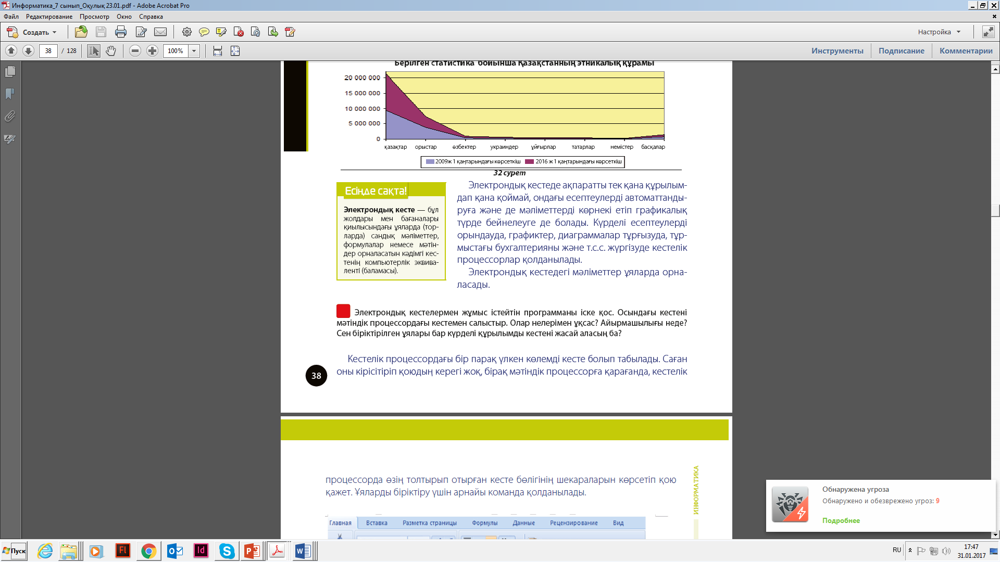 Информатика_7 сынып_Оқулық 23.01.pdf - Adobe Acrobat Pro
Файл Редактирование Просмотр Окно Справка
Создать
Настройка
38 / 128
100%
Инструменты Подписание Комментарии
Берілген статистика бойынша Қазақстанның этникалық құрамы
20 000 000
15 000 000
10 000 000
5 000 000
0
қазақтар орыстар өзбектер украиндер ұйғырлар татарлар немістер басқалар
2009ж 1 қаңтарындағы көрсеткіш 2016 ж 1 қаңтарындағы көрсеткіш
32 сурет
Есіңде сақта!
Электрондық кесте — бұл
жолдары мен бағаналары
қиылысындағы ұяларда (тор-
ларда) сандық мәліметтер,
формулалар немесе мәтін-
дер орналасатын кәдімгі кес-
тенің компьютерлік эквива-
ленті (баламасы).
Электрондық кестеде ақпаратты тек қана құрылым-
дап қана қоймай, ондағы есептеулерді автоматтанды-
руға және де мәліметтерді көрнекі етіп графикалық
түрде бейнелеуге де болады. Күрделі есептеулерді
орындауда, графиктер, диаграммалар тұрғызуда, тұр-
мыстағы бухгалтерияны және т.с.с. жүргізуде кестелік
процессорлар қолданылады.
Электрондық кестедегі мәліметтер ұяларда орна-
ласады.
Электрондық кестелермен жұмыс істейтін программаны іске қос. Осындағы кестені
мәтіндік процессордағы кестемен салыстыр. Олар нелерімен ұқсас? Айырмашылығы неде?
Сен біріктірілген ұялары бар күрделі құрылымды кестені жасай аласың ба?
Кестелік процессордағы бір парақ үлкен көлемді кесте болып табылады. Саған
оны кірісітіріп қоюдың керегі жоқ, бірақ мәтіндік процессорға қарағанда, кестелік
38
процессорда өзің толтырып отырған кесте бөлігінің шекараларын көрсетіп қою
қажет. Ұяларды біріктіру үшін арнайы команда қолданылады.
ИНФОРМАТИКА
Главная Вставка Разметка страницы Формулы Данные Рецензирование Вид
Обнаружена угроза
Обнаружено и обезврежено угроз: 9
Подробнее
Пуск
RU
17:47
31.01.2017